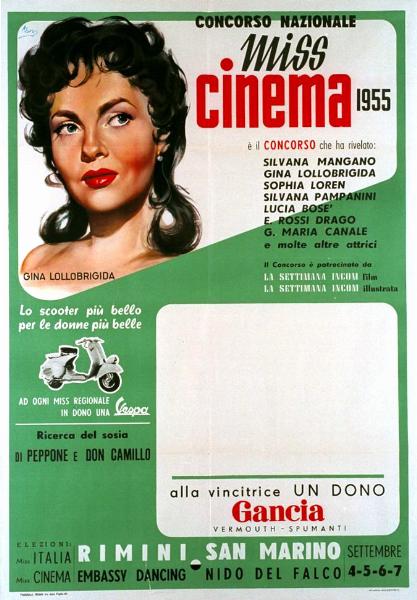 CONCORSO NAZIONALE
miss
cinema 1955
è il CONCORSO che ha rivelato:
SILVANA MANGANO
GINA LOLLOBRIGIDA
SOPHIA LOREN
SILVANA PAMPANINI
LUCIA BOSE'
E. ROSSI DRAGO
G. MARIA CANALE
e molte altre attrici
Il Concorso è patrocinato da
LA SETTIMANA INCOM film
LA SETTIMANA INCOM illustrata
GINA LOLLOBRIGIDA
Lo scooter più bello
per le donne più belle
AD OGNI MISS REGIONALE
IN DONO UNA Vespa
Ricerca del sosia
DI PEPPONE E DON CAMILLO
alla vincitrice UN DONO
Gancia
VERMOUTH - SPUMANTI
ELEZIONI:
Miss ITALIA RIMINI - SAN MARINO SETTEMBRE
Miss CINEMA EMBASSY DANCING - NIDO DEL FALCO 4-5-6-7